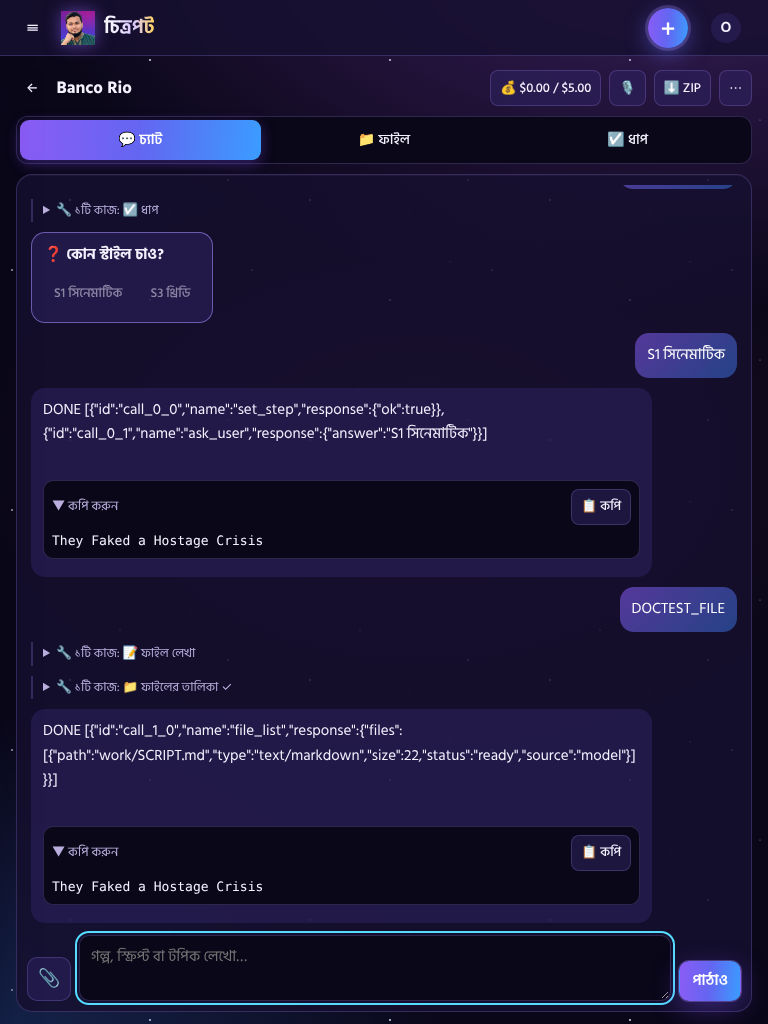 ≡ চিত্রপট + O
← Banco Rio 💰 $0.00 / $5.00 🎙️ ⬇️ ZIP ⋯
💬 চ্যাট 📁 ফাইল ☑️ ধাপ
▶ 🔧 ১টি কাজ: ☑️ ধাপ
❓ কোন স্টাইল চাও?
S1 সিনেমাটিক S3 থ্রিডি
S1 সিনেমাটিক
DONE [{"id":"call_0_0","name":"set_step","response":{"ok":true}},
{"id":"call_0_1","name":"ask_user","response":{"answer":"S1 সিনেমাটিক"}}]
▼ কপি করুন 📋 কপি
They Faked a Hostage Crisis
DOCTEST_FILE
▶ 🔧 ১টি কাজ: 📝 ফাইল লেখা
▶ 🔧 ১টি কাজ: 📁 ফাইলের তালিকা ✓
DONE [{"id":"call_1_0","name":"file_list","response":{"files":
[{"path":"work/SCRIPT.md","type":"text/markdown","size":22,"status":"ready","source":"model"}]
}}]
▼ কপি করুন 📋 কপি
They Faked a Hostage Crisis
📎 গল্প, স্ক্রিপ্ট বা টপিক লেখো... পাঠাও